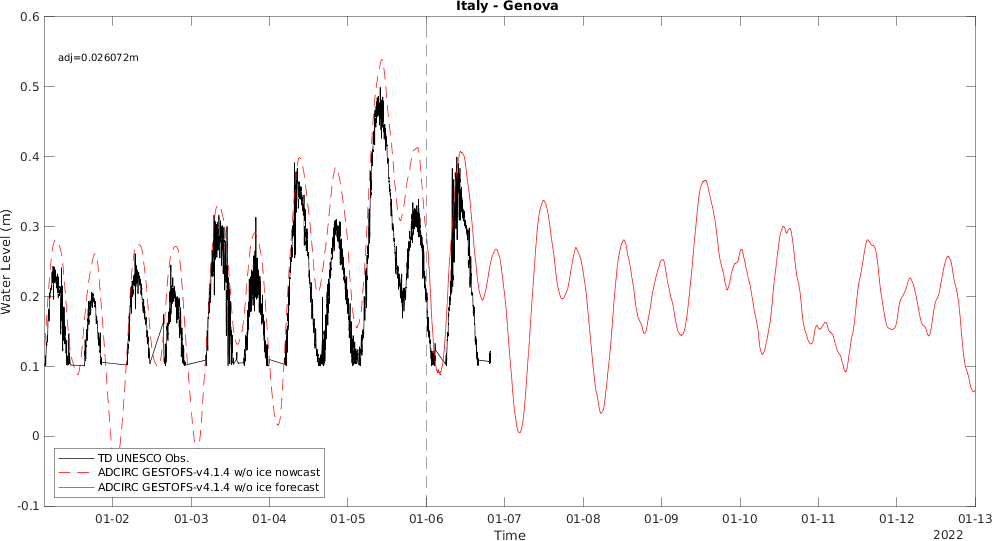 Italy - Genova
0.6
adj=0.026072m
0.5
0.4
0.3
0.2
0.1
0
-0.1
Water Level (m)
TD UNESCO Obs.
ADCIRC GESTOFS-v4.1.4 w/o ice nowcast
ADCIRC GESTOFS-v4.1.4 w/o ice forecast
01-02 01-03 01-04 01-05 01-06 01-07 01-08 01-09 01-10 01-11 01-12 01-13
Time
2022